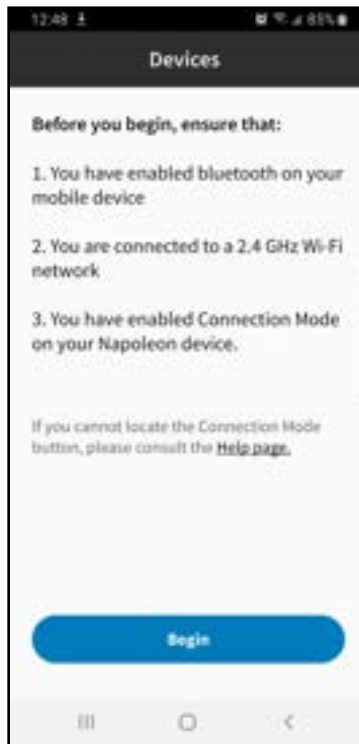 12:48
85%
Devices
Before you begin, ensure that:
1. You have enabled bluetooth on your
mobile device
2. You are connected to a 2.4 GHz Wi-Fi
network
3. You have enabled Connection Mode
on your Napoleon device.
If you cannot locate the Connection Mode
button, please consult the Help page.
Begin